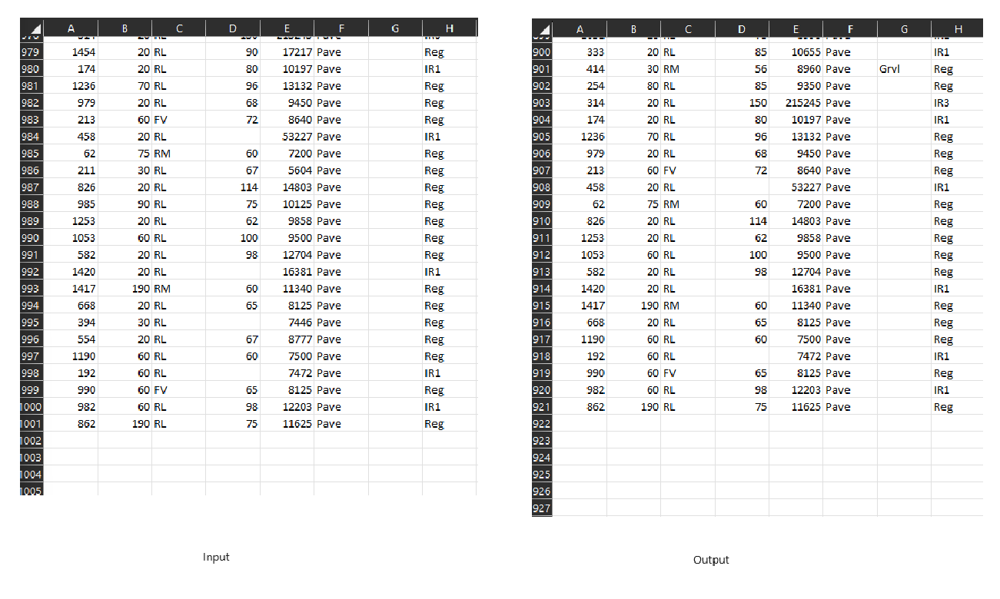 A B C D E F G H
979 1454 20 RL 90 17217 Pave Reg
980 174 20 RL 80 10197 Pave IR1
981 1236 70 RL 96 13132 Pave Reg
982 979 20 RL 68 9450 Pave Reg
983 213 60 FV 72 8640 Pave Reg
984 458 20 RL 53227 Pave IR1
985 62 75 RM 60 7200 Pave Reg
986 211 30 RL 67 5604 Pave Reg
987 826 20 RL 114 14803 Pave Reg
988 985 90 RL 75 10125 Pave Reg
989 1253 20 RL 62 9858 Pave Reg
990 1053 60 RL 100 9500 Pave Reg
991 582 20 RL 98 12704 Pave Reg
992 1420 20 RL 16381 Pave IR1
993 1417 190 RM 60 11340 Pave Reg
994 668 20 RL 65 8125 Pave Reg
995 394 30 RL 7446 Pave Reg
996 554 20 RL 67 8777 Pave Reg
997 1190 60 RL 60 7500 Pave Reg
998 192 60 RL 7472 Pave IR1
999 990 60 FV 65 8125 Pave Reg
1000 982 60 RL 98 12203 Pave IR1
1001 862 190 RL 75 11625 Pave Reg
1002
1003
1004
1005
Input
A B C D E F G H
900 333 20 RL 85 10655 Pave IR1
901 414 30 RM 56 8960 Pave Grvl Reg
902 254 80 RL 85 9350 Pave Reg
903 314 20 RL 150 215245 Pave IR3
904 174 20 RL 80 10197 Pave IR1
905 1236 70 RL 96 13132 Pave Reg
906 979 20 RL 68 9450 Pave Reg
907 213 60 FV 72 8640 Pave Reg
908 458 20 RL 53227 Pave IR1
909 62 75 RM 60 7200 Pave Reg
910 826 20 RL 114 14803 Pave Reg
911 1253 20 RL 62 9858 Pave Reg
912 1053 60 RL 100 9500 Pave Reg
913 582 20 RL 98 12704 Pave Reg
914 1420 20 RL 16381 Pave IR1
915 1417 190 RM 60 11340 Pave Reg
916 668 20 RL 65 8125 Pave Reg
917 1190 60 RL 60 7500 Pave Reg
918 192 60 RL 7472 Pave IR1
919 990 60 FV 65 8125 Pave Reg
920 982 60 RL 98 12203 Pave IR1
921 862 190 RL 75 11625 Pave Reg
922
923
924
925
926
927
Output